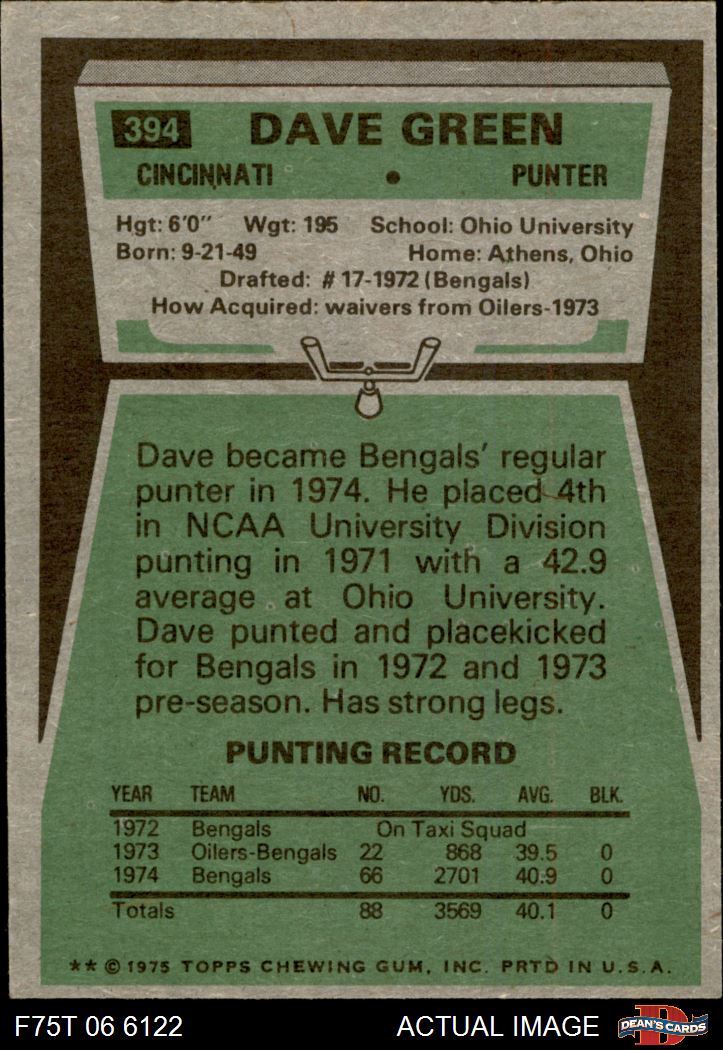 394 DAVE GREEN
CINCINNATI • PUNTER
Hgt: 6'0" Wgt: 195 School: Ohio University
Born: 9-21-49 Home: Athens, Ohio
Drafted: #17-1972 (Bengals)
How Acquired: waivers from Oilers-1973
Dave became Bengals' regular
punter in 1974. He placed 4th
in NCAA University Division
punting in 1971 with a 42.9
average at Ohio University.
Dave punted and placekicked
for Bengals in 1972 and 1973
pre-season. Has strong legs.
PUNTING RECORD
YEAR TEAM NO. YDS. AVG. BLK.
1972 Bengals On Taxi Squad
1973 Oilers-Bengals 22 868 39.5 0
1974 Bengals 66 2701 40.9 0
Totals 88 3569 40.1 0
** © 1975 TOPPS CHEWING GUM, INC. PRTD IN U.S.A.
F75T 06 6122 ACTUAL IMAGE D DEAN'S CARDS